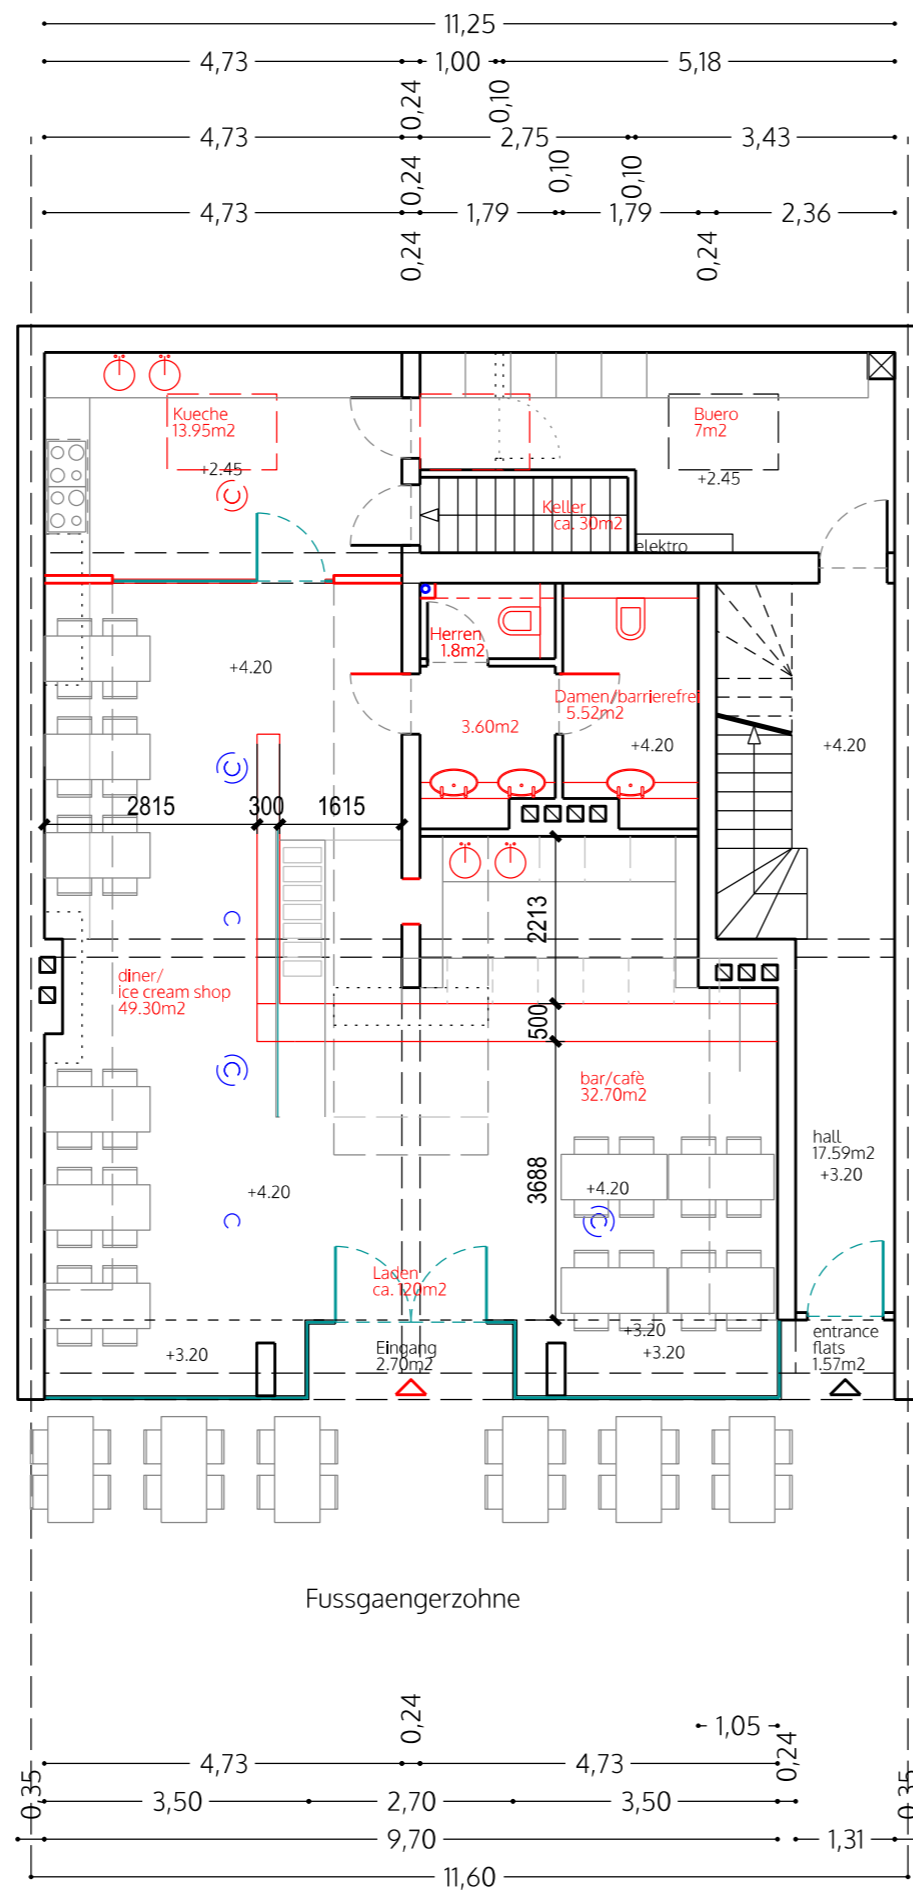 11,25
4,73
1,00
5,18
0,24
0,10
4,73
2,75
3,43
0,24
0,10
0,10
4,73
1,79
1,79
2,36
0,24
0,24
Kueche
13.95m2
+2.45
Buero
7m2
+2.45
Keller
ca. 30m2
elektro
Herren
1.8m2
+4.20
Damen/barrierefrei
5.52m2
3.60m2
+4.20
+4.20
2815
300
1615
2213
diner/
ice cream shop
49.30m2
500
bar/cafè
32.70m2
hall
17.59m2
+3.20
3688
+4.20
+4.20
Laden
ca. 120m2
+3.20
Eingang
2.70m2
+3.20
+3.20
entrance
flats
1.57m2
Fussgaengerzohne
0,24
1,05
0,24
4,73
4,73
0,35
3,50
2,70
3,50
0,35
9,70
1,31
11,60